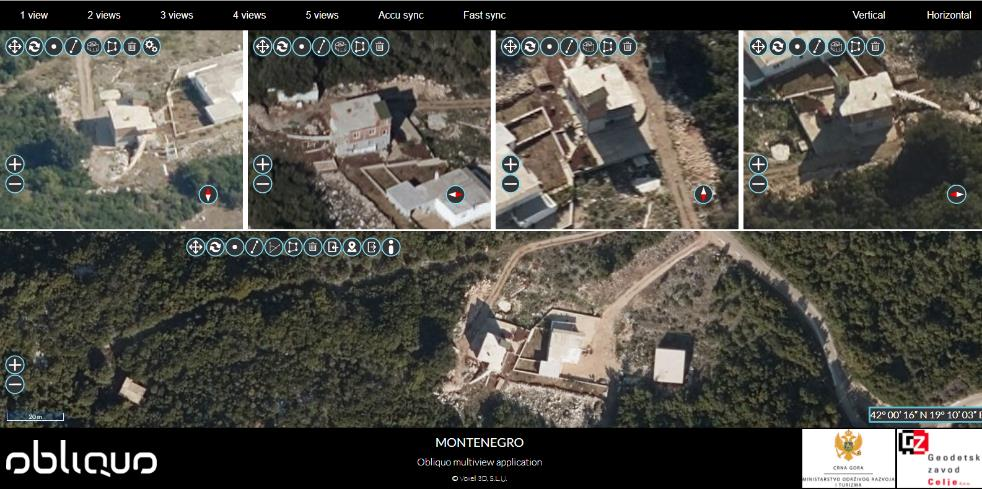 1 view 2 views 3 views 4 views 5 views Accu sync Fast sync Vertical Horizontal
20 m
42° 00' 16" N 19° 10' 03" E
obliquo
MONTENEGRO
Obliquo multiview application
© Voxel 3D, S.L.U.
CRNA GORA
MINISTARSTVO ODRŽIVOG RAZVOJA
I TURIZMA
GZ
Geodetsk
zavod
Celje d.o.o.